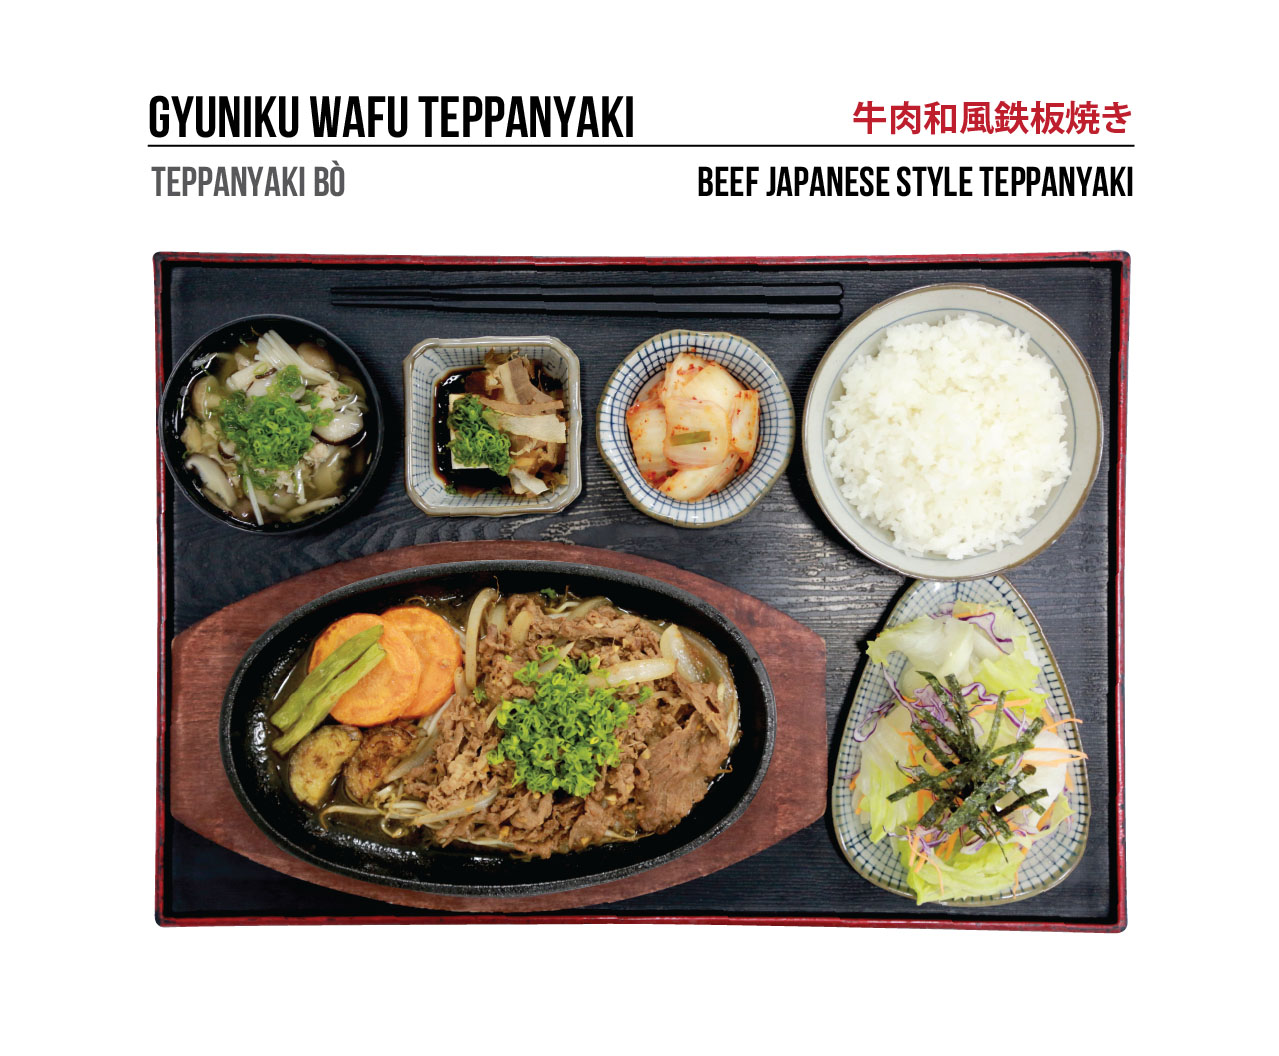 GYUNIKU WAFU TEPPANYAKI
牛肉和風鉄板焼き
TEPPANYAKI BÒ
BEEF JAPANESE STYLE TEPPANYAKI